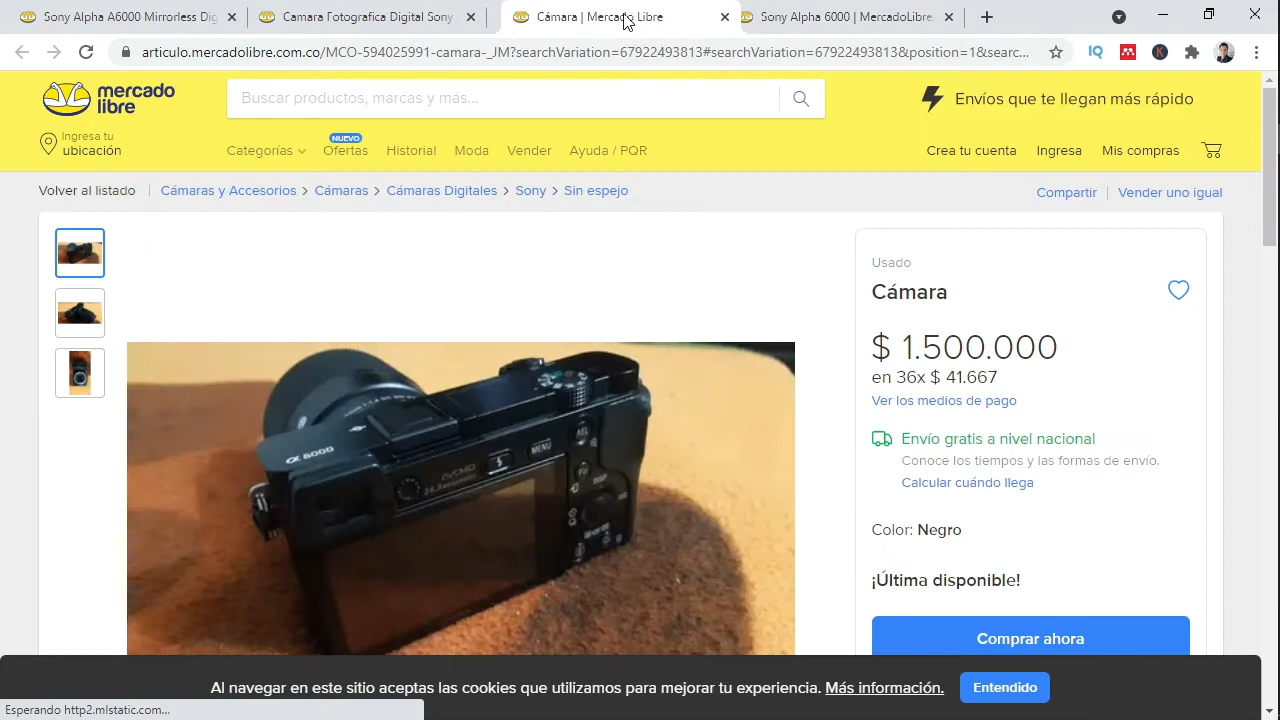 Sony Alpha A6000 Mirrorless Dig
Camara Fotografica Digital Sony
Cámara | Mercado Libre
Sony Alpha 6000 | MercadoLibre
articulo.mercadolibre.com.co/MCO-594025991-camara-_JM?searchVariation=67922493813#searchVariation=67922493813&position=1&searc...
mercado
libre
Buscar productos, marcas y más...
Envíos que te llegan más rápido
Ingresa tu
ubicación
NUEVO
Categorías Ofertas Historial Moda Vender Ayuda / PQR
Crea tu cuenta Ingresa Mis compras
Volver al listado | Cámaras y Accesorios > Cámaras > Cámaras Digitales > Sony > Sin espejo
Compartir | Vender uno igual
α 6000
MENU
AEL
Fn
DISP
Usado
Cámara
$ 1.500.000
en 36x $ 41.667
Ver los medios de pago
Envío gratis a nivel nacional
Conoce los tiempos y las formas de envío.
Calcular cuándo llega
Color: Negro
¡Última disponible!
Comprar ahora
Al navegar en este sitio aceptas las cookies que utilizamos para mejorar tu experiencia. Más información.
Entendido
Esperando http2.mlstatic.com...